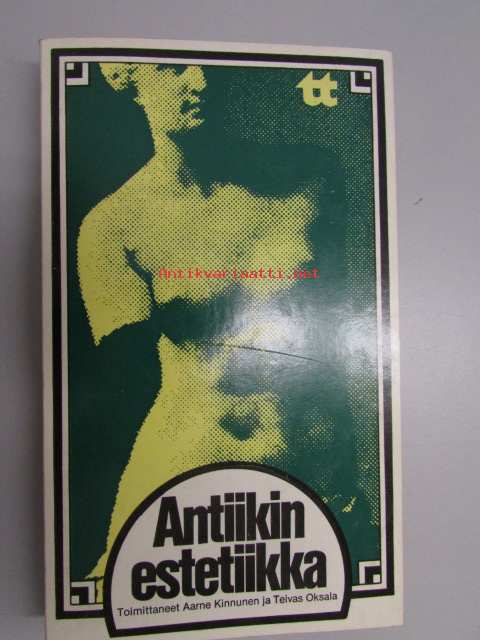 tt
Antikvariaatti.net
Antiikin
estetiikka
Toimittaneet Aarne Kinnunen ja Teivas Oksala